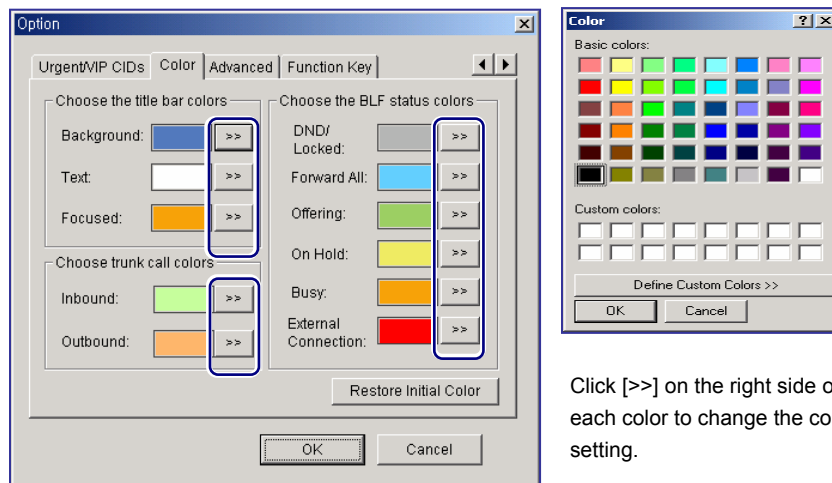 Option
Urgent/VIP CIDs Color Advanced Function Key
Choose the title bar colors
Background: >>
Text: >>
Focused: >>
Choose trunk call colors
Inbound: >>
Outbound: >>
Choose the BLF status colors
DND/
Locked: >>
Forward All: >>
Offering: >>
On Hold: >>
Busy: >>
External
Connection: >>
Restore Initial Color
OK Cancel
Color
Basic colors:
Custom colors:
Define Custom Colors >>
OK Cancel
Click [>>] on the right side o
each color to change the co
setting.